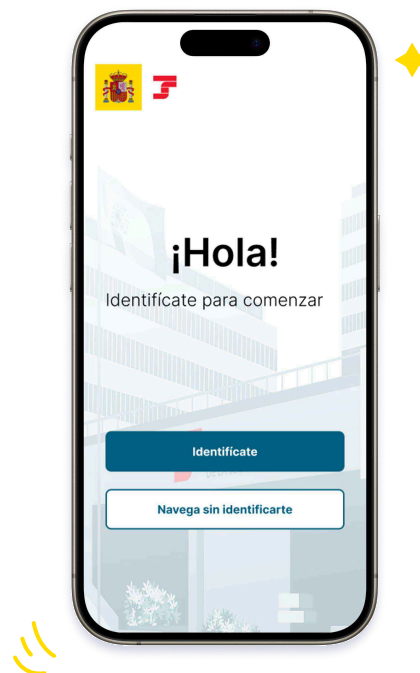 ¡Hola!
Identifícate para comenzar
Identifícate
Navega sin identificarte